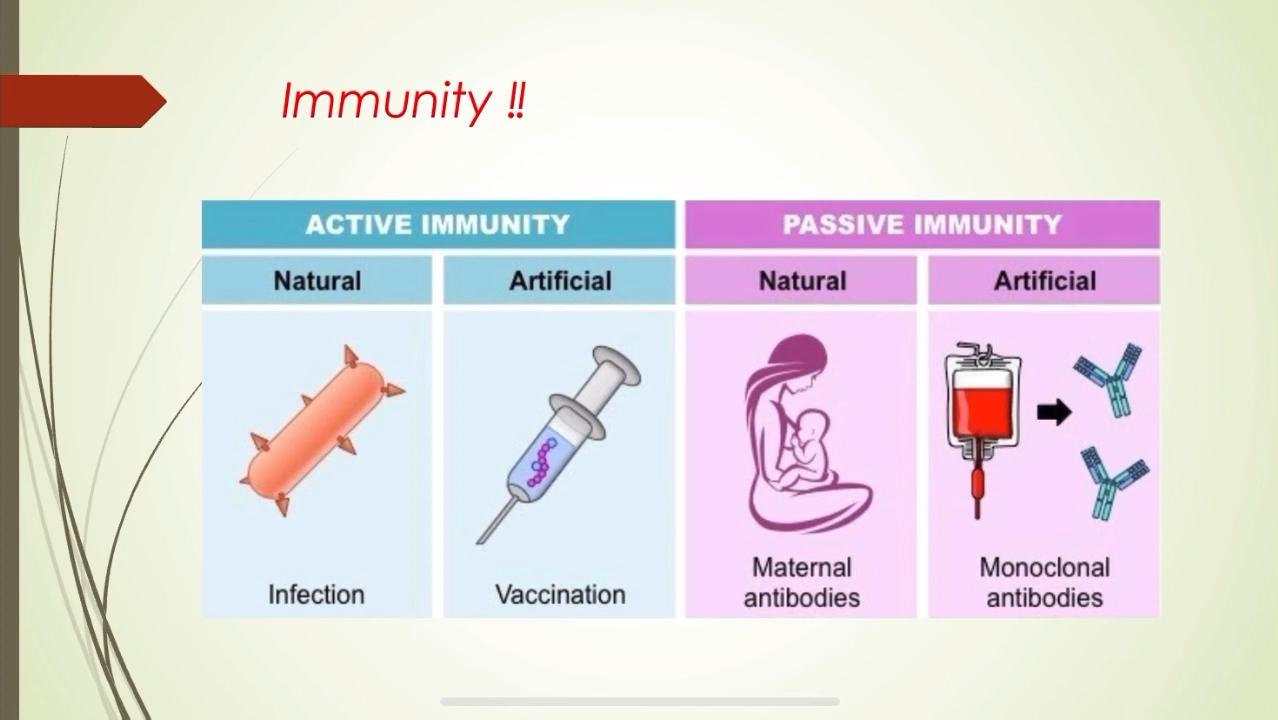 Immunity !!
ACTIVE IMMUNITY
PASSIVE IMMUNITY
Natural
Artificial
Natural
Artificial
Infection
Vaccination
Maternal
antibodies
Monoclonal
antibodies